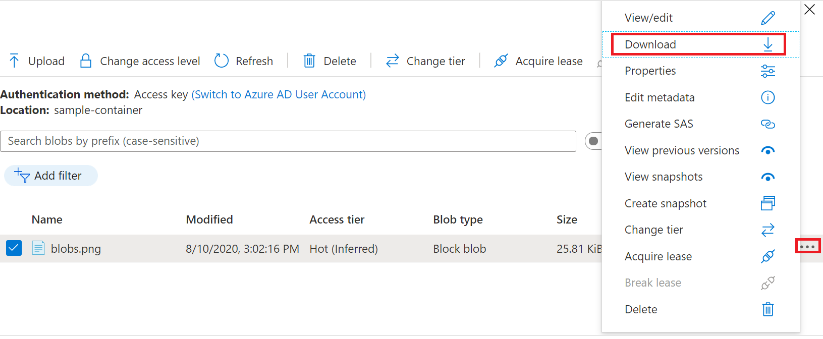 View/edit
Download
Upload Change access level Refresh Delete Change tier Acquire lease
Properties
Authentication method: Access key (Switch to Azure AD User Account)
Edit metadata
Location: sample-container
Generate SAS
Search blobs by prefix (case-sensitive)
View previous versions
Add filter
View snapshots
Create snapshot
Name Modified Access tier Blob type Size
Change tier
blobs.png 8/10/2020, 3:02:16 PM Hot (Inferred) Block blob 25.81 KiB
Acquire lease
Break lease
Delete